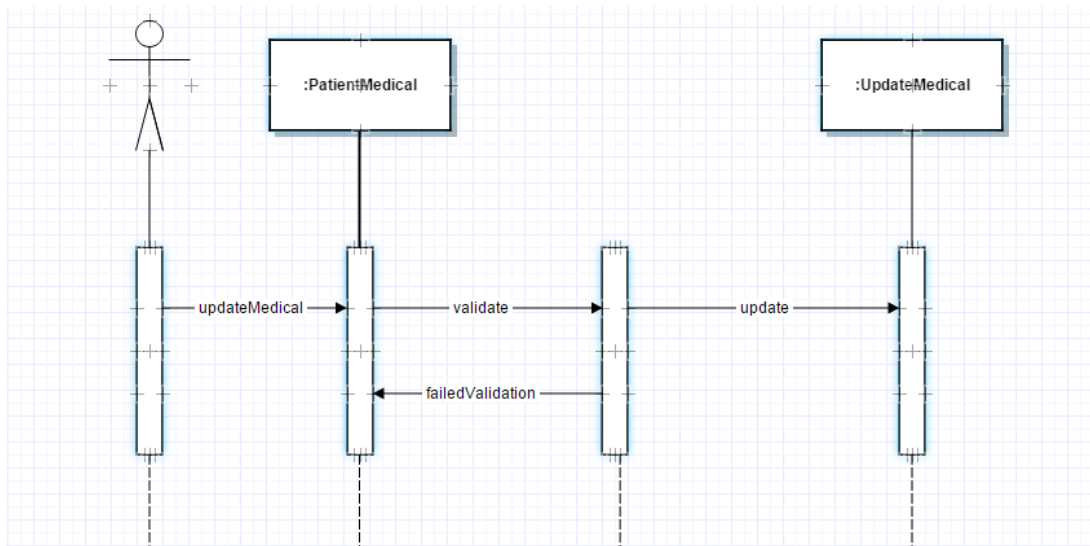 :PatientMedical
:UpdateMedical
updateMedical
validate
update
failedValidation